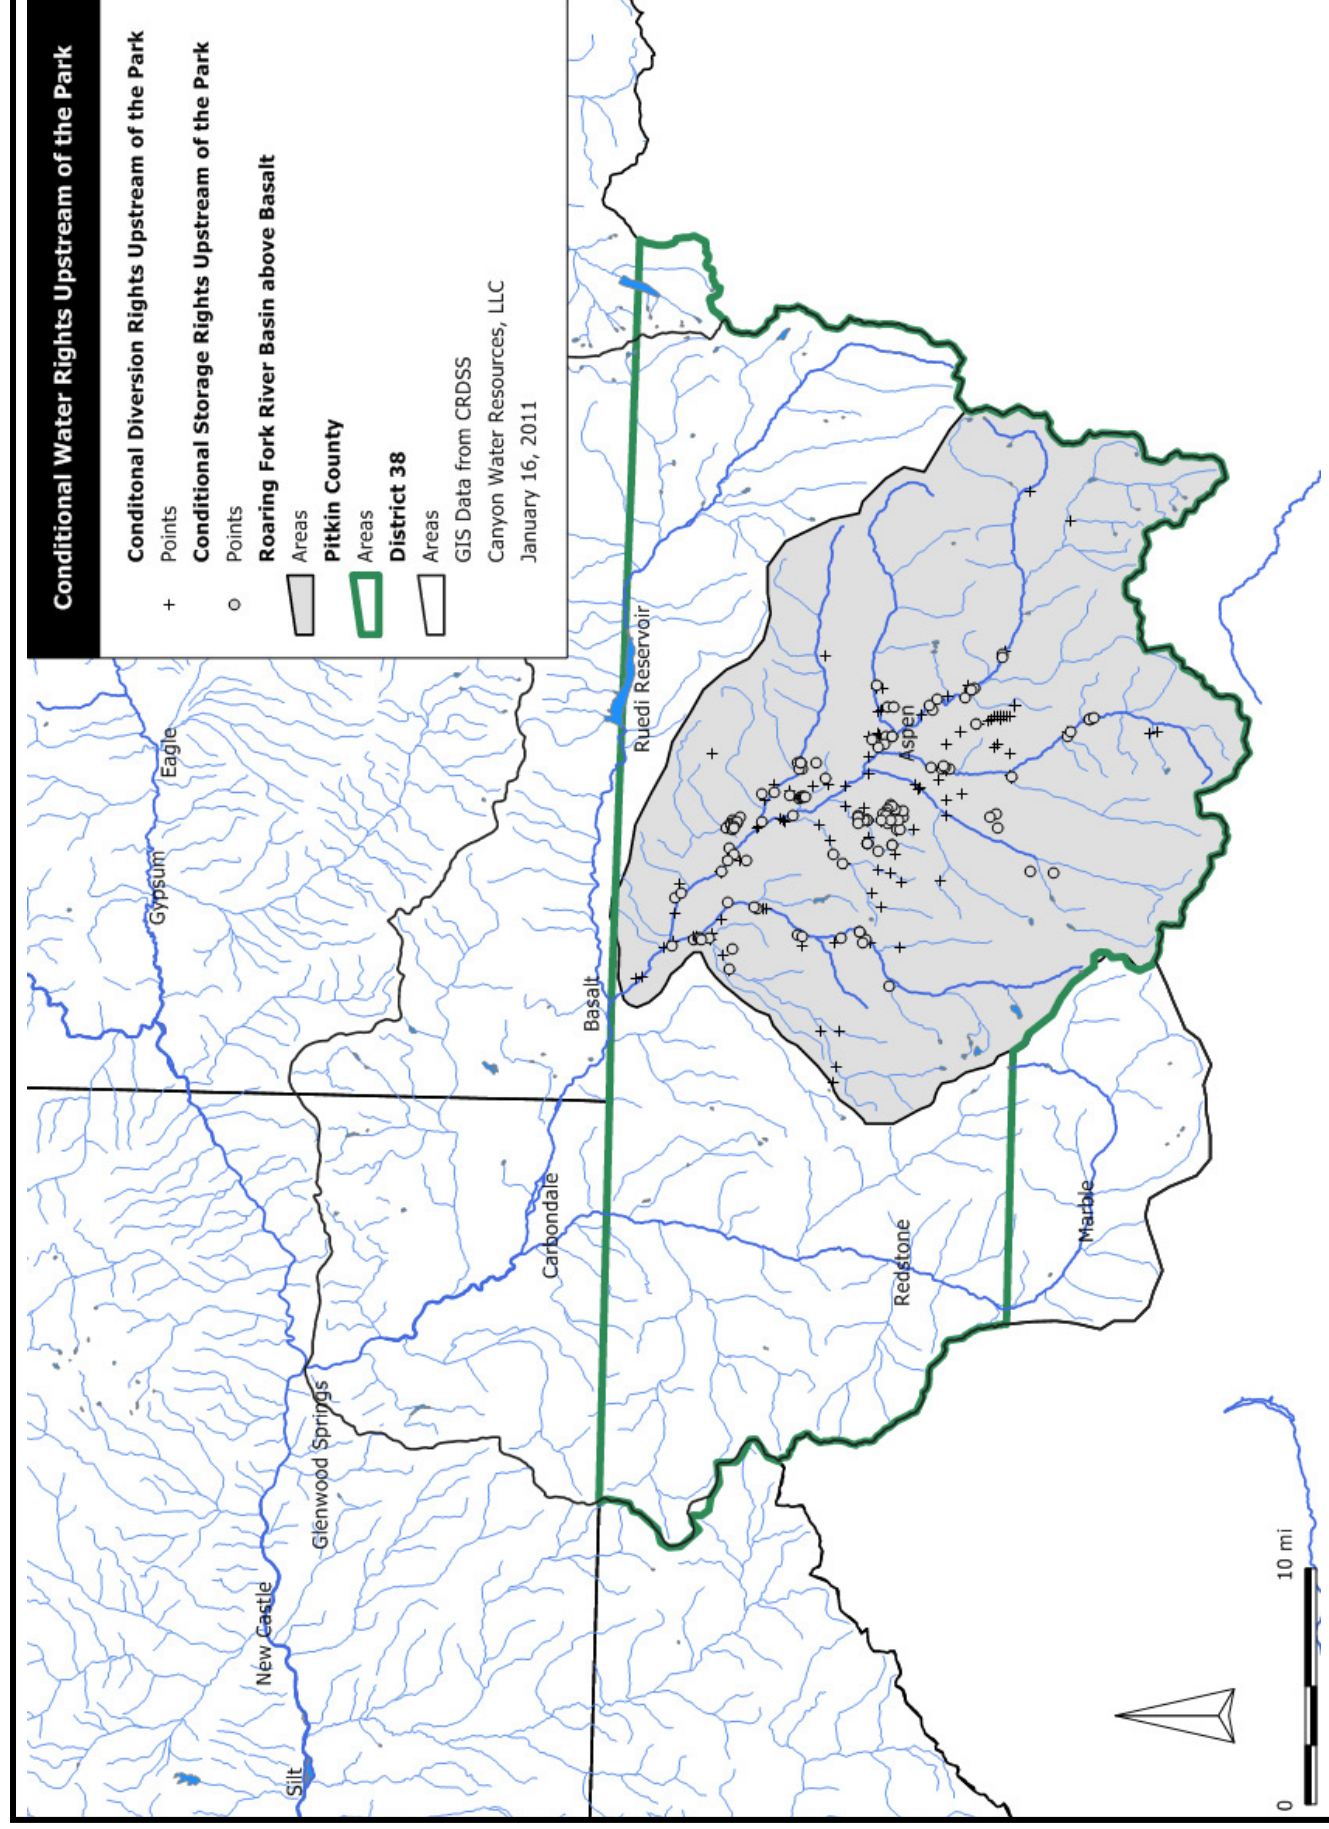 Conditional Water Rights Upstream of the Park
Conditonal Diversion Rights Upstream of the Park
Points
Conditional Storage Rights Upstream of the Park
Points
Roaring Fork River Basin above Basalt
Areas
Pitkin County
Areas
District 38
Areas
GIS Data from CRDSS
Canyon Water Resources, LLC
January 16, 2011
Eagle
Gypsum
Glenwood Springs
New Castle
Silt
Carbondale
Basalt
Ruedi Reservoir
Aspen
Redstone
Marble
0 10 mi